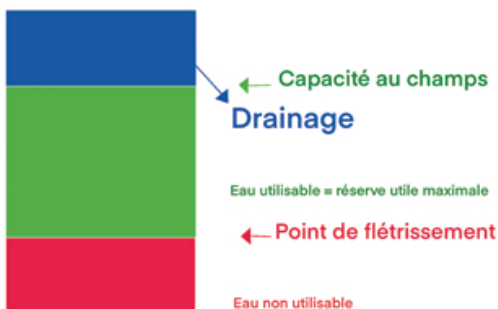 Capacité au champs
Drainage
Eau utilisable = réserve utile maximale
Point de flétrissement
Eau non utilisable